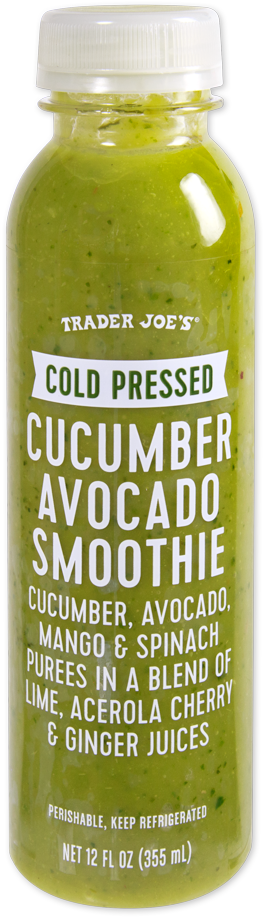 TRADER JOE'S®
COLD PRESSED
CUCUMBER
AVOCADO
SMOOTHIE
CUCUMBER, AVOCADO,
MANGO & SPINACH
PUREES IN A BLEND OF
LIME, ACEROLA CHERRY
& GINGER JUICES
PERISHABLE, KEEP REFRIGERATED
NET 12 FL OZ (355 mL)